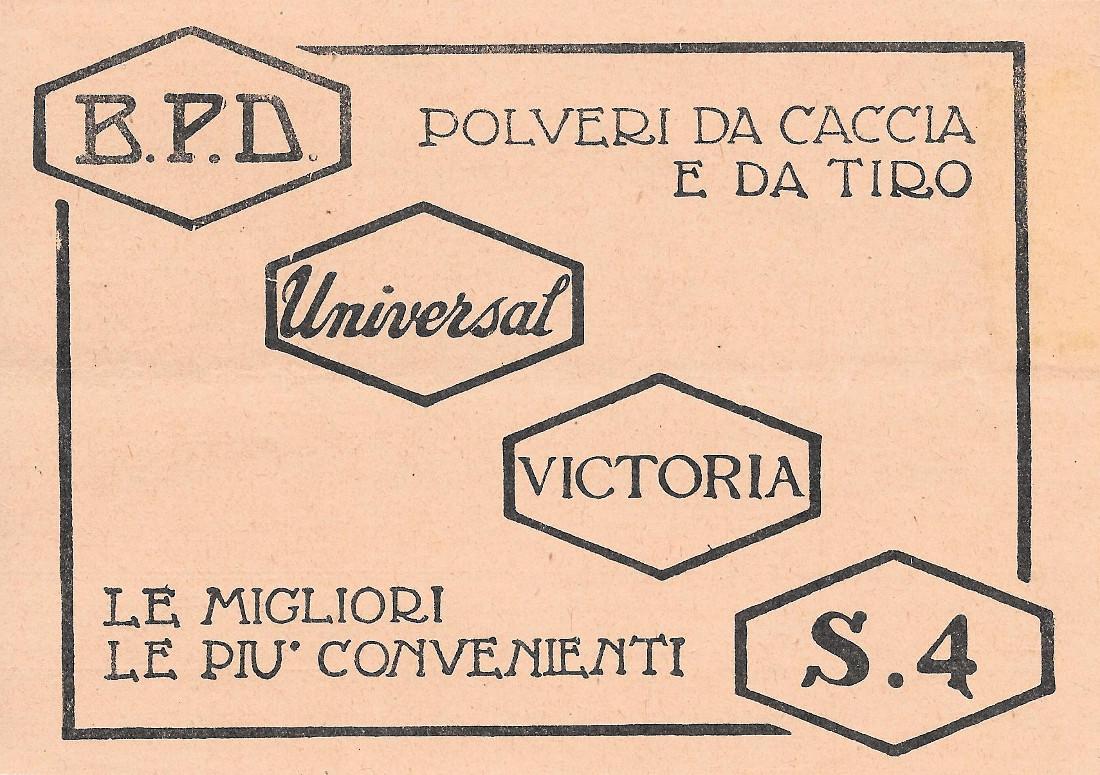 B.P.D.
POLVERI DA CACCIA
E DA TIRO
Universal
VICTORIA
S.4
LE MIGLIORI
LE PIU' CONVENIENTI